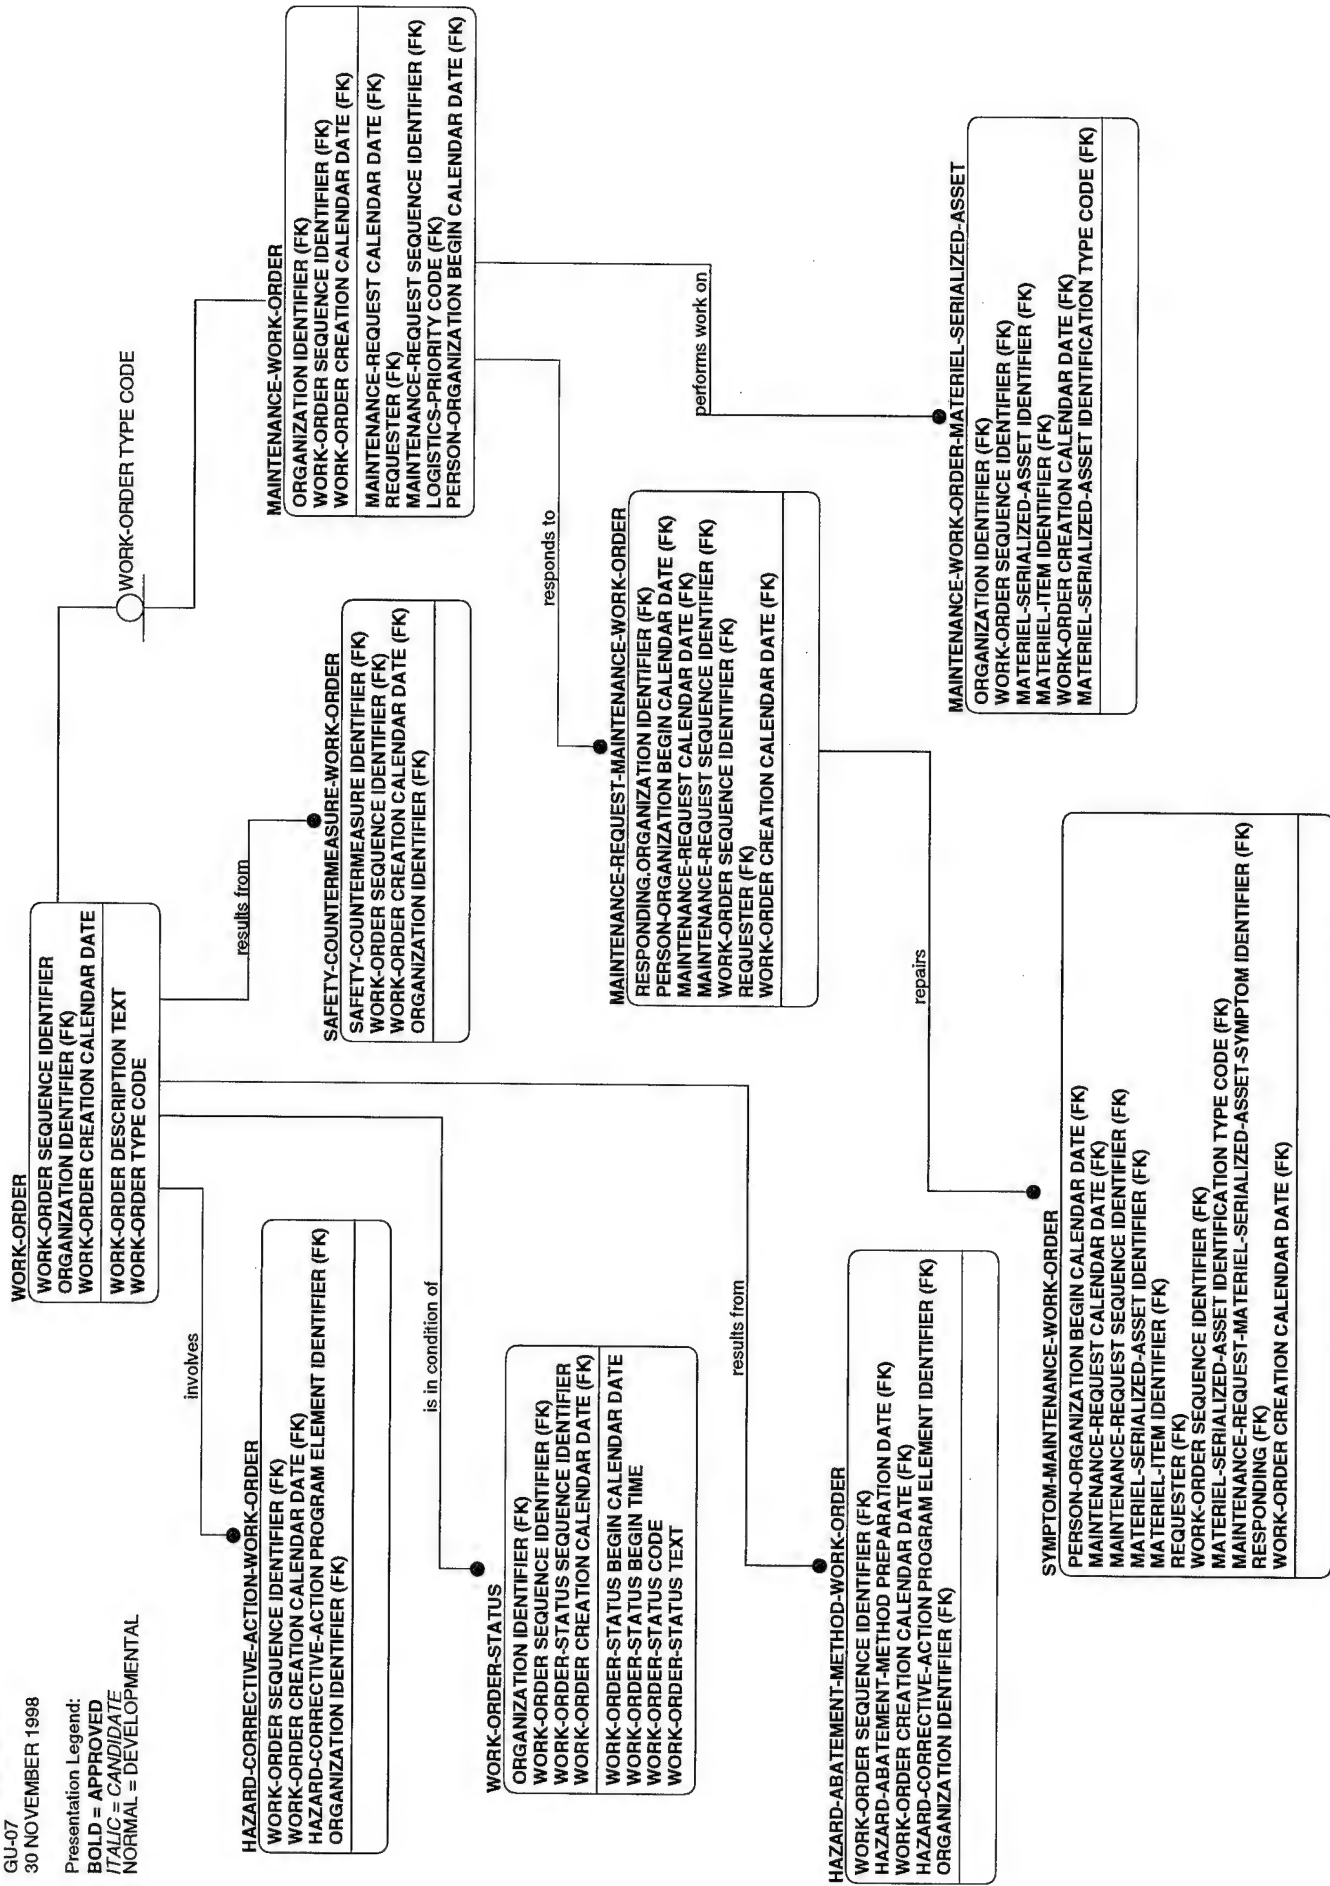 GU-07
30 NOVEMBER 1998
Presentation Legend:
BOLD = APPROVED
ITALIC = CANDIDATE
NORMAL = DEVELOPMENTAL
WORK-ORDER
WORK-ORDER SEQUENCE IDENTIFIER
ORGANIZATION IDENTIFIER (FK)
WORK-ORDER CREATION CALENDAR DATE
WORK-ORDER DESCRIPTION TEXT
WORK-ORDER TYPE CODE
WORK-ORDER TYPE CODE
involves
HAZARD-CORRECTIVE-ACTION-WORK-ORDER
WORK-ORDER SEQUENCE IDENTIFIER (FK)
WORK-ORDER CREATION CALENDAR DATE (FK)
HAZARD-CORRECTIVE-ACTION PROGRAM ELEMENT IDENTIFIER (FK)
ORGANIZATION IDENTIFIER (FK)
results from
SAFETY-COUNTERMEASURE-WORK-ORDER
SAFETY-COUNTERMEASURE IDENTIFIER (FK)
WORK-ORDER SEQUENCE IDENTIFIER (FK)
WORK-ORDER CREATION CALENDAR DATE (FK)
ORGANIZATION IDENTIFIER (FK)
MAINTENANCE-WORK-ORDER
ORGANIZATION IDENTIFIER (FK)
WORK-ORDER SEQUENCE IDENTIFIER (FK)
WORK-ORDER CREATION CALENDAR DATE (FK)
MAINTENANCE-REQUEST CALENDAR DATE (FK)
REQUESTER (FK)
MAINTENANCE-REQUEST SEQUENCE IDENTIFIER (FK)
LOGISTICS-PRIORITY CODE (FK)
PERSON-ORGANIZATION BEGIN CALENDAR DATE (FK)
is in condition of
WORK-ORDER-STATUS
ORGANIZATION IDENTIFIER (FK)
WORK-ORDER SEQUENCE IDENTIFIER (FK)
WORK-ORDER-STATUS SEQUENCE IDENTIFIER
WORK-ORDER CREATION CALENDAR DATE (FK)
WORK-ORDER-STATUS BEGIN CALENDAR DATE
WORK-ORDER-STATUS BEGIN TIME
WORK-ORDER-STATUS CODE
WORK-ORDER-STATUS TEXT
responds to
MAINTENANCE-REQUEST-MAINTENANCE-WORK-ORDER
RESPONDING.ORGANIZATION IDENTIFIER (FK)
PERSON-ORGANIZATION BEGIN CALENDAR DATE (FK)
MAINTENANCE-REQUEST CALENDAR DATE (FK)
MAINTENANCE-REQUEST SEQUENCE IDENTIFIER (FK)
WORK-ORDER SEQUENCE IDENTIFIER (FK)
REQUESTER (FK)
WORK-ORDER CREATION CALENDAR DATE (FK)
performs work on
results from
HAZARD-ABATEMENT-METHOD-WORK-ORDER
WORK-ORDER SEQUENCE IDENTIFIER (FK)
HAZARD-ABATEMENT-METHOD PREPARATION DATE (FK)
WORK-ORDER CREATION CALENDAR DATE (FK)
HAZARD-CORRECTIVE-ACTION PROGRAM ELEMENT IDENTIFIER (FK)
ORGANIZATION IDENTIFIER (FK)
repairs
MAINTENANCE-WORK-ORDER-MATERIEL-SERIALIZED-ASSET
ORGANIZATION IDENTIFIER (FK)
WORK-ORDER SEQUENCE IDENTIFIER (FK)
MATERIEL-SERIALIZED-ASSET IDENTIFIER (FK)
MATERIEL-ITEM IDENTIFIER (FK)
WORK-ORDER CREATION CALENDAR DATE (FK)
MATERIEL-SERIALIZED-ASSET IDENTIFICATION TYPE CODE (FK)
SYMPTOM-MAINTENANCE-WORK-ORDER
PERSON-ORGANIZATION BEGIN CALENDAR DATE (FK)
MAINTENANCE-REQUEST CALENDAR DATE (FK)
MAINTENANCE-REQUEST SEQUENCE IDENTIFIER (FK)
MATERIEL-SERIALIZED-ASSET IDENTIFIER (FK)
MATERIEL-ITEM IDENTIFIER (FK)
REQUESTER (FK)
WORK-ORDER SEQUENCE IDENTIFIER (FK)
MATERIEL-SERIALIZED-ASSET IDENTIFICATION TYPE CODE (FK)
MAINTENANCE-REQUEST-MATERIEL-SERIALIZED-ASSET-SYMPTOM IDENTIFIER (FK)
RESPONDING (FK)
WORK-ORDER CREATION CALENDAR DATE (FK)